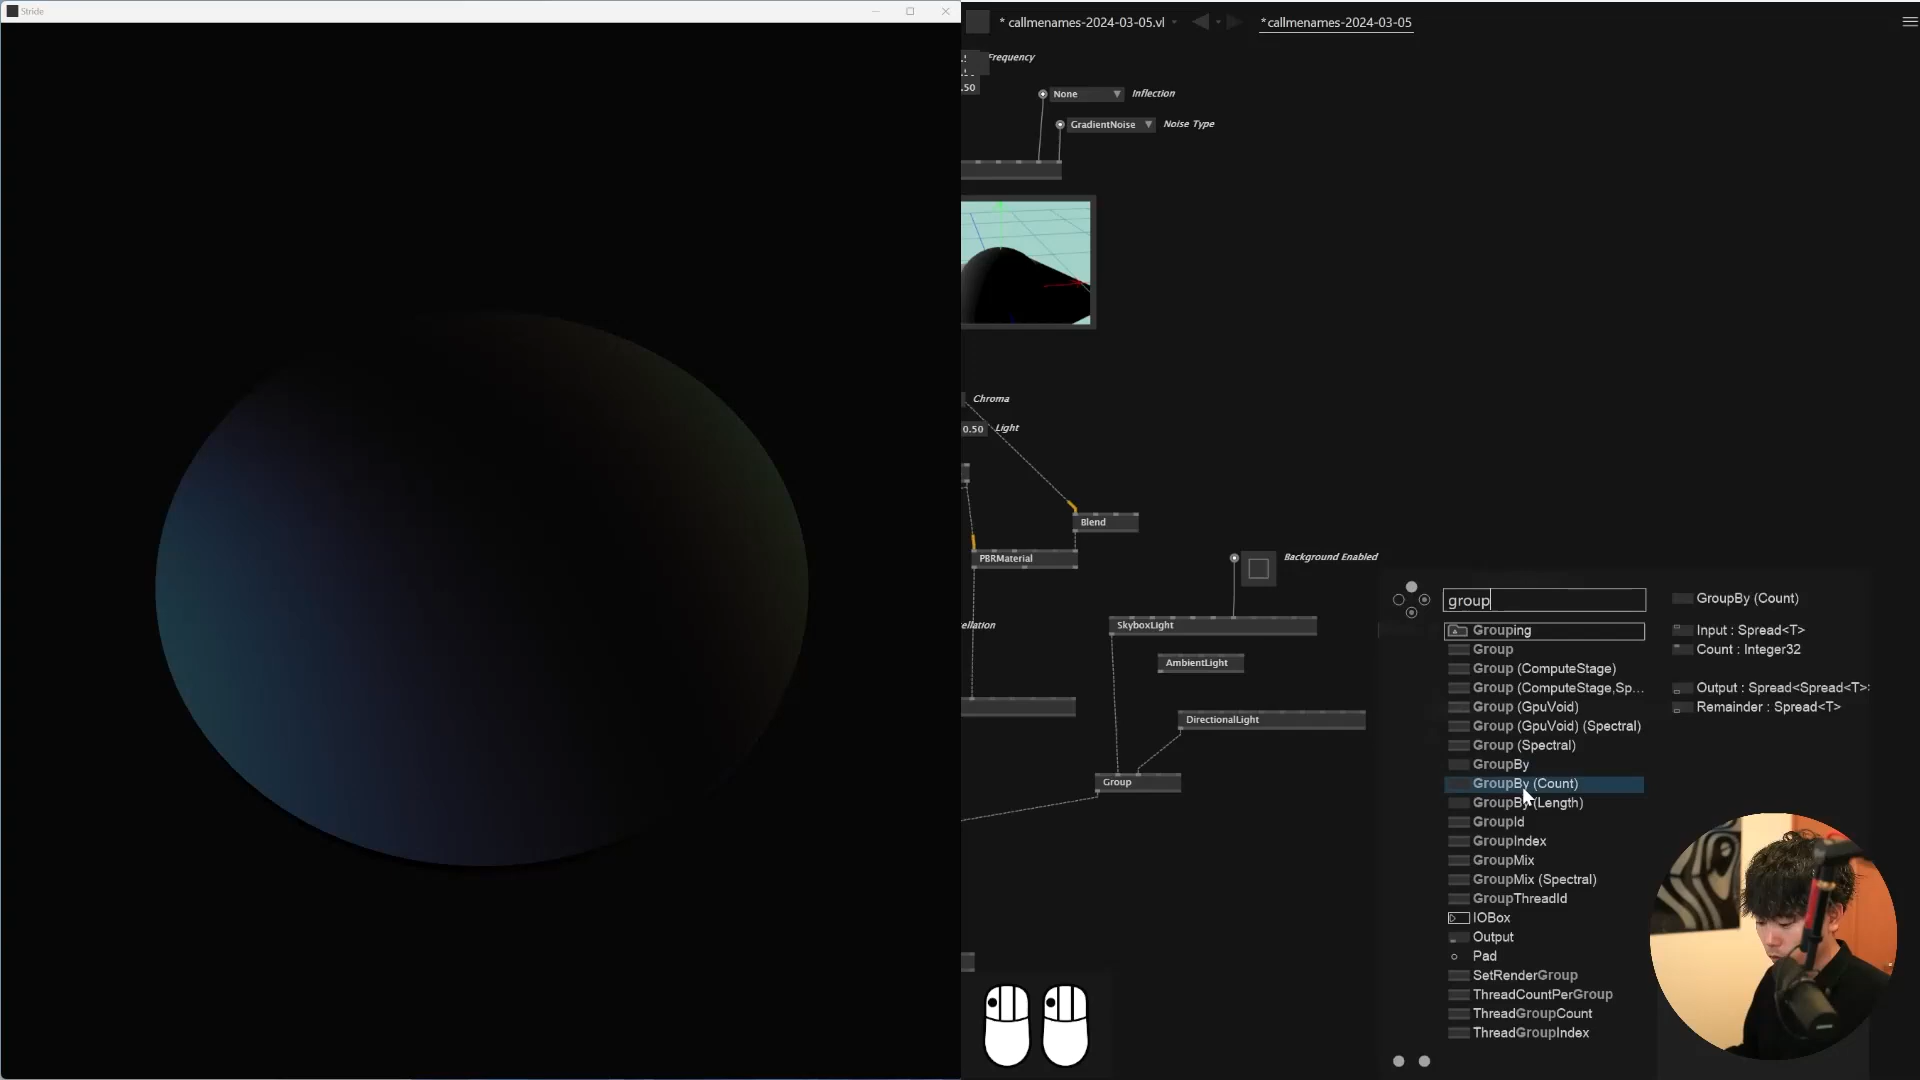 Stride
* callmenames-2024-03-05.vl
*callmenames-2024-03-05
Frequency
.50
None
Inflection
GradientNoise
Noise Type
Chroma
0.50
Light
Blend
PBRMaterial
Background Enabled
ellation
SkyboxLight
AmbientLight
DirectionalLight
Group
group
Grouping
Group
Group (ComputeStage)
Group (ComputeStage,Sp...
Group (GpuVoid)
Group (GpuVoid) (Spectral)
Group (Spectral)
GroupBy
GroupBy (Count)
GroupBy (Length)
GroupId
GroupIndex
GroupMix
GroupMix (Spectral)
GroupThreadId
IOBox
Output
Pad
SetRenderGroup
ThreadCountPerGroup
ThreadGroupCount
ThreadGroupIndex
GroupBy (Count)
Input : Spread<T>
Count : Integer32
Output : Spread<Spread<T>>
Remainder : Spread<T>